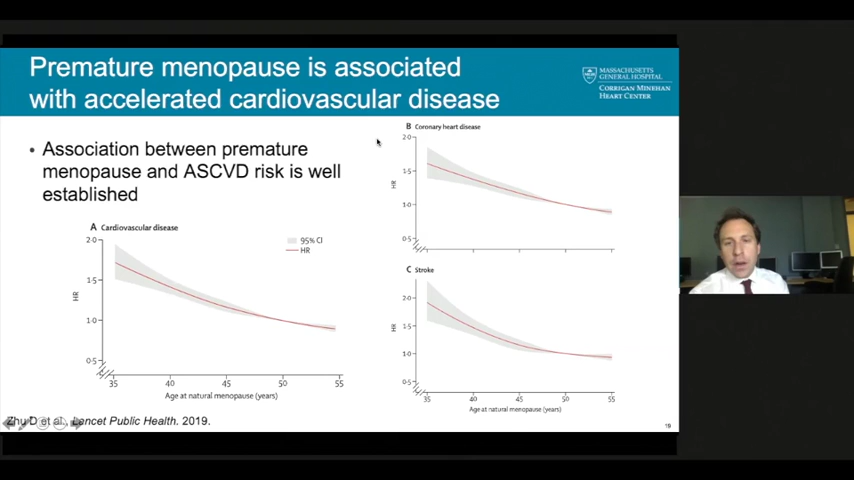 Premature menopause is associated
with accelerated cardiovascular disease
MASSACHUSETTS
GENERAL HOSPITAL
CORRIGAN MINEHAN
HEART CENTER
• Association between premature
menopause and ASCVD risk is well
established
A Cardiovascular disease
2·0
1·5
1·0
0·5
HR
95% CI
HR
35 40 45 50 55
Age at natural menopause (years)
B Coronary heart disease
2·0
1·5
1·0
0·5
HR
C Stroke
2·0
1·5
1·0
0·5
HR
35 40 45 50 55
Age at natural menopause (years)
Zhu D et al., Lancet Public Health. 2019.
19